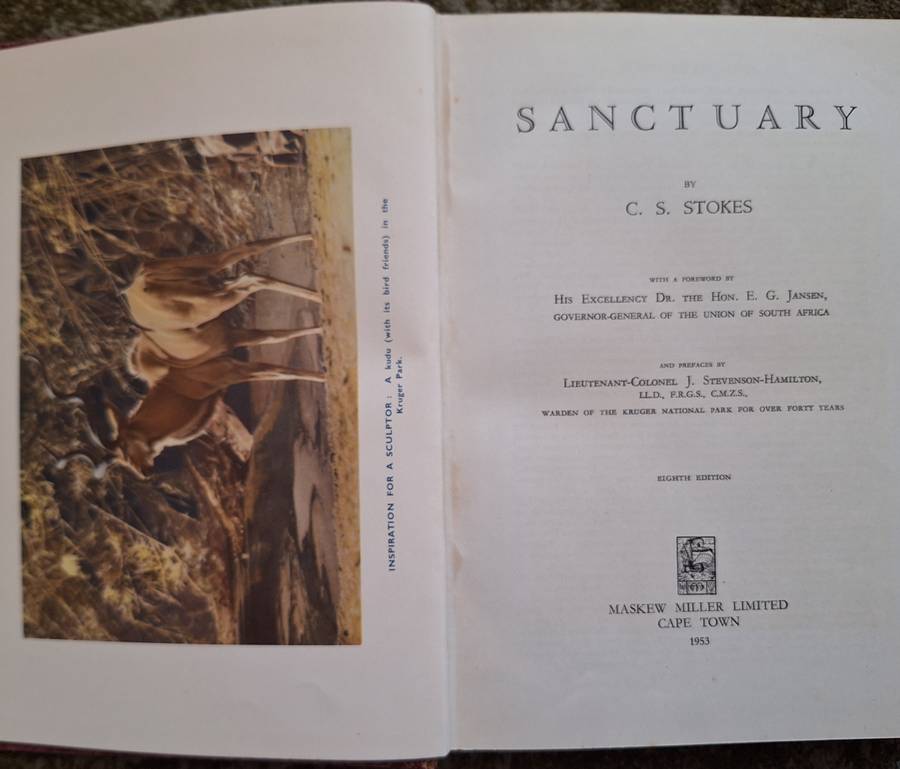 INSPIRATION FOR A SCULPTOR: A kudu (with its bird friends) in the
Kruger Park.
SANCTUARY
BY
C. S. STOKES
WITH A FOREWORD BY
HIS EXCELLENCY DR. THE HON. E. G. JANSEN,
GOVERNOR-GENERAL OF THE UNION OF SOUTH AFRICA
AND PREFACES BY
LIEUTENANT-COLONEL J. STEVENSON-HAMILTON,
LL.D., F.R.G.S., C.M.Z.S.,
WARDEN OF THE KRUGER NATIONAL PARK FOR OVER FORTY YEARS
EIGHTH EDITION
MASKEW MILLER LIMITED
CAPE TOWN
1953